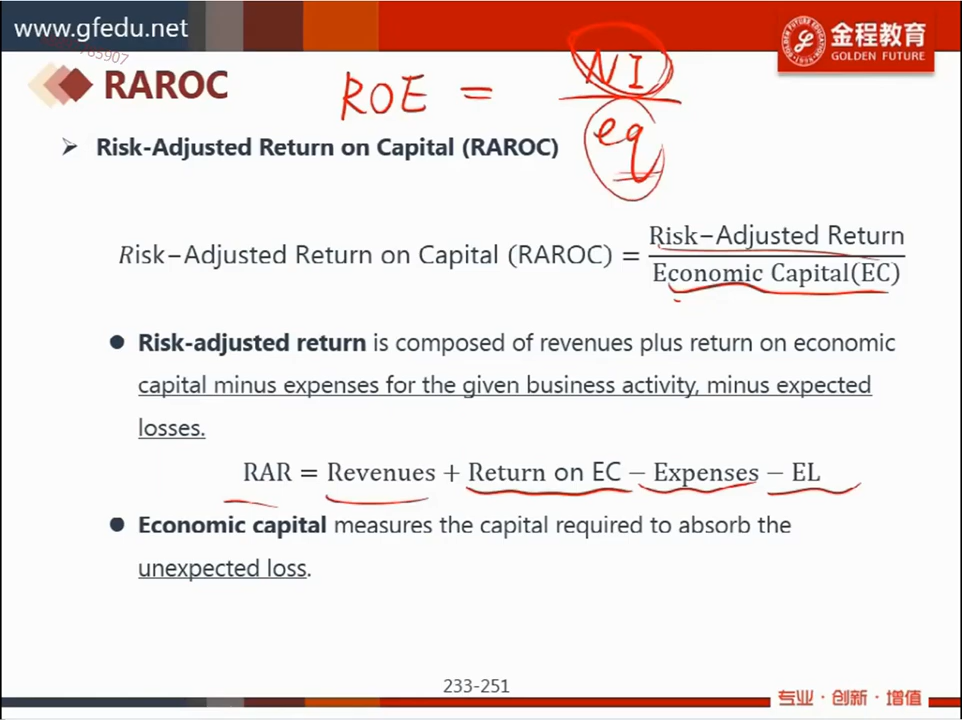 www.gfedu.net
765907
金程教育
GOLDEN FUTURE
RAROC
ROE = NI / eq
➢ Risk-Adjusted Return on Capital (RAROC)
Risk−Adjusted Return on Capital (RAROC) = Risk−Adjusted Return / Economic Capital(EC)
● Risk-adjusted return is composed of revenues plus return on economic
capital minus expenses for the given business activity, minus expected
losses.
RAR = Revenues + Return on EC − Expenses − EL
● Economic capital measures the capital required to absorb the
unexpected loss.
233-251
专业·创新·增值